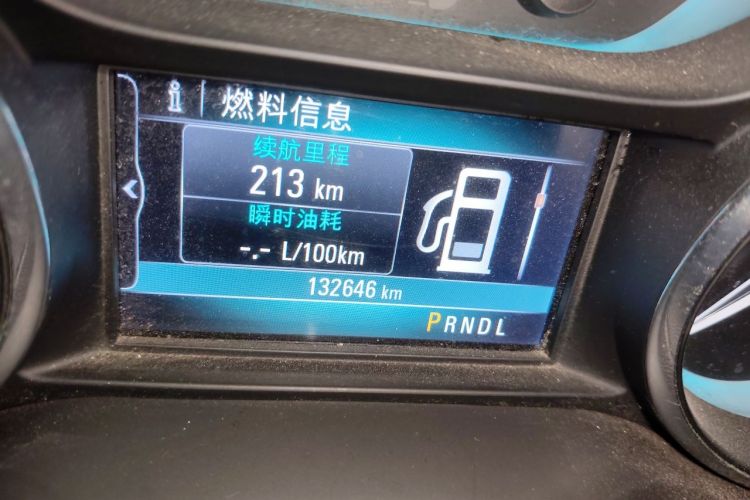 i 燃料信息
续航里程
213 km
瞬时油耗
-.- L/100km
132646 km
PRNDL